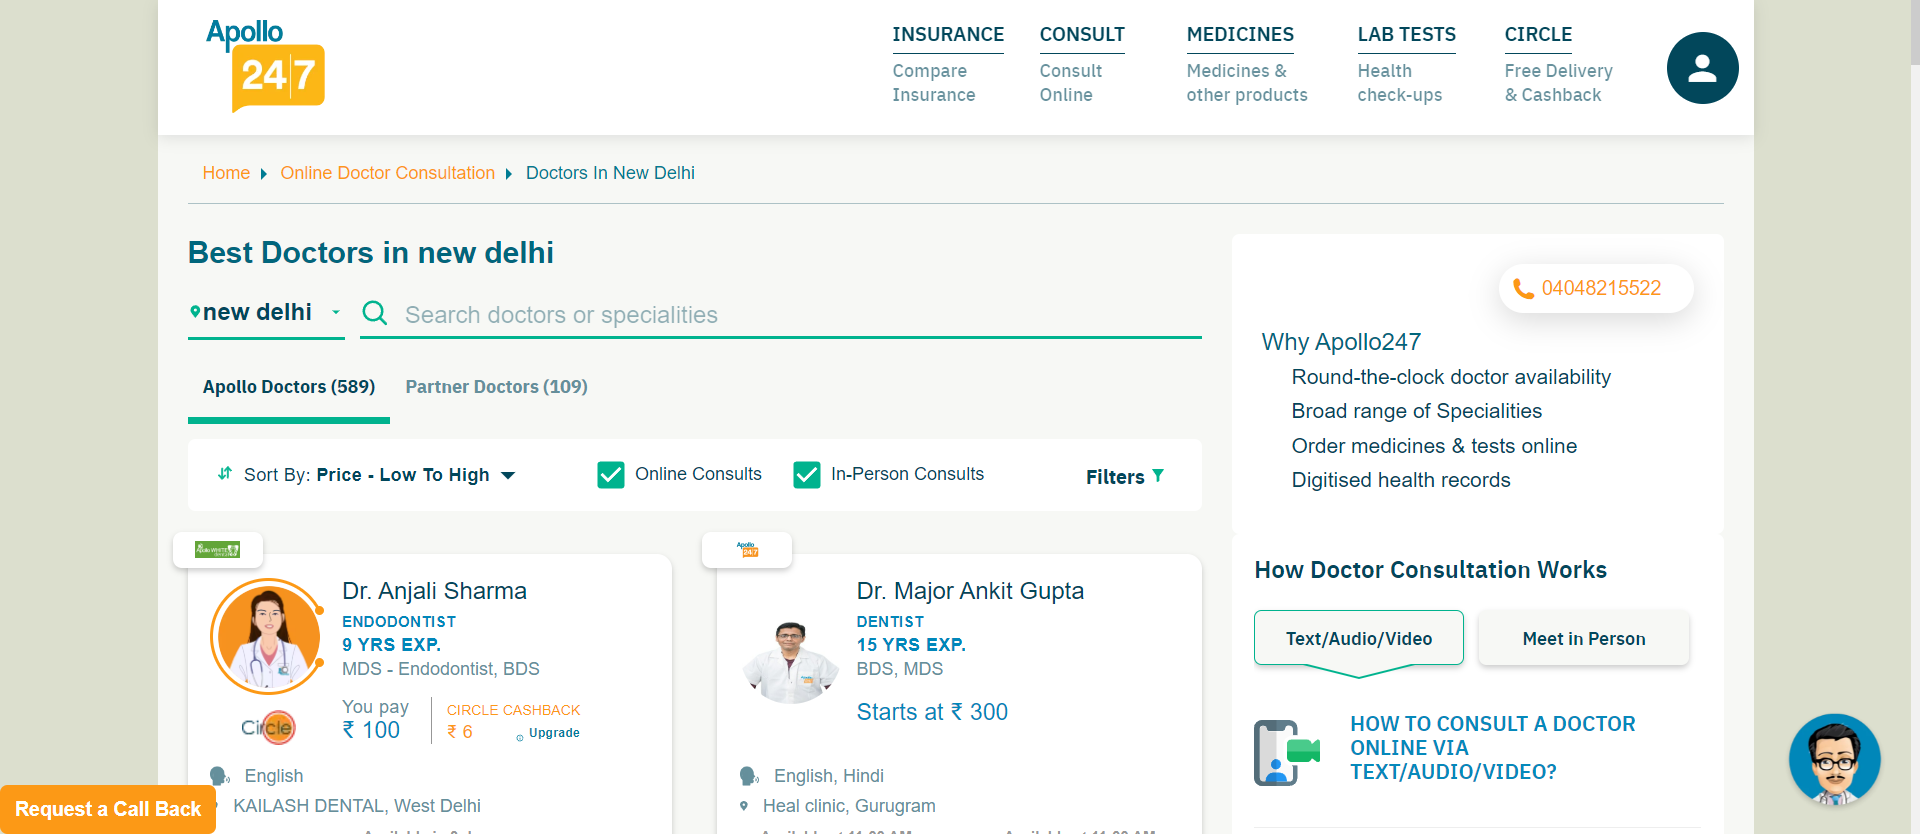 Apollo
24|7
INSURANCE
Compare
Insurance
CONSULT
Consult
Online
MEDICINES
Medicines &
other products
LAB TESTS
Health
check-ups
CIRCLE
Free Delivery
& Cashback
Home
Online Doctor Consultation
Doctors In New Delhi
Best Doctors in new delhi
new delhi
Search doctors or specialities
Apollo Doctors (589)
Partner Doctors (109)
Sort By: Price - Low To High
Online Consults
In-Person Consults
Filters
Dr. Anjali Sharma
ENDODONTIST
9 YRS EXP.
MDS - Endodontist, BDS
Circle
You pay
₹ 100
CIRCLE CASHBACK
₹ 6
Upgrade
English
KAILASH DENTAL, West Delhi
Apollo
24|7
Dr. Major Ankit Gupta
DENTIST
15 YRS EXP.
BDS, MDS
Starts at ₹ 300
English, Hindi
Heal clinic, Gurugram
04048215522
Why Apollo247
Round-the-clock doctor availability
Broad range of Specialities
Order medicines & tests online
Digitised health records
How Doctor Consultation Works
Text/Audio/Video
Meet in Person
HOW TO CONSULT A DOCTOR
ONLINE VIA
TEXT/AUDIO/VIDEO?
Request a Call Back